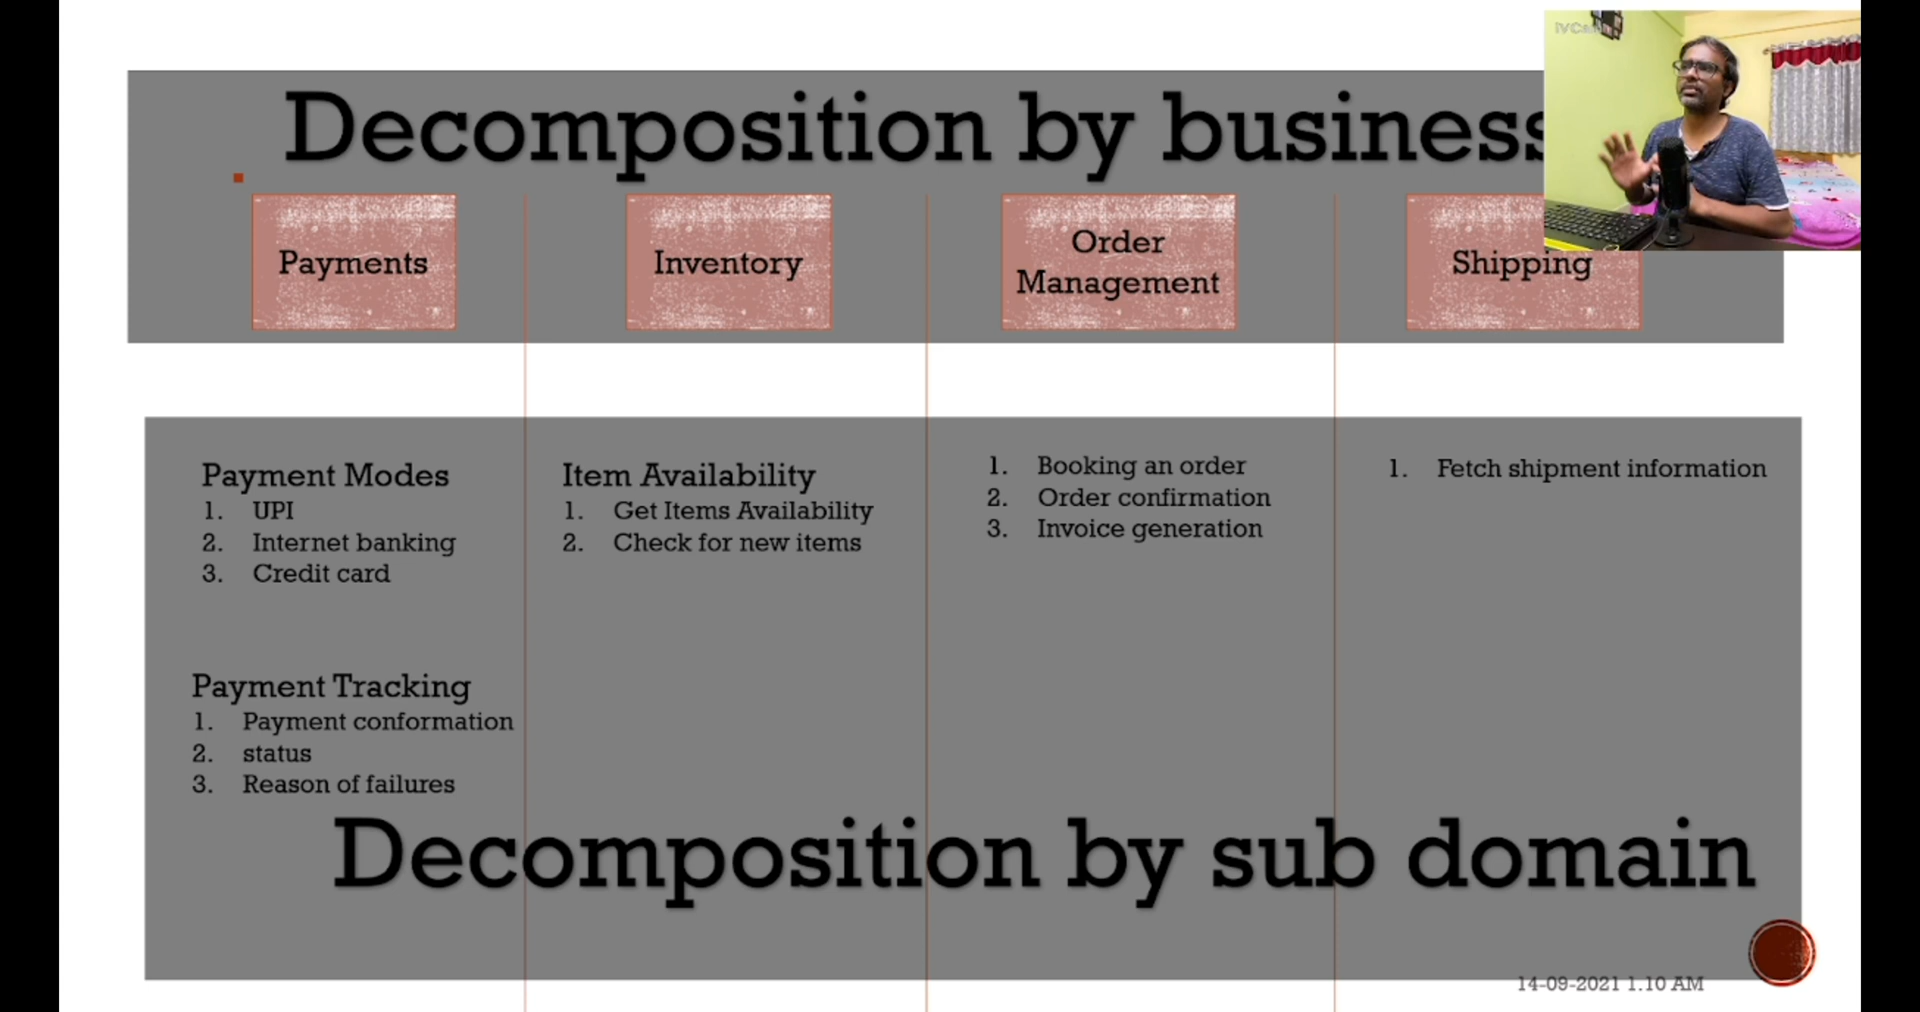 iVCam
Decomposition by business
Payments
Inventory
Order
Management
Shipping
Payment Modes
1. UPI
2. Internet banking
3. Credit card
Payment Tracking
1. Payment conformation
2. status
3. Reason of failures
Item Availability
1. Get Items Availability
2. Check for new items
1. Booking an order
2. Order confirmation
3. Invoice generation
1. Fetch shipment information
Decomposition by sub domain
14-09-2021 1.10 AM